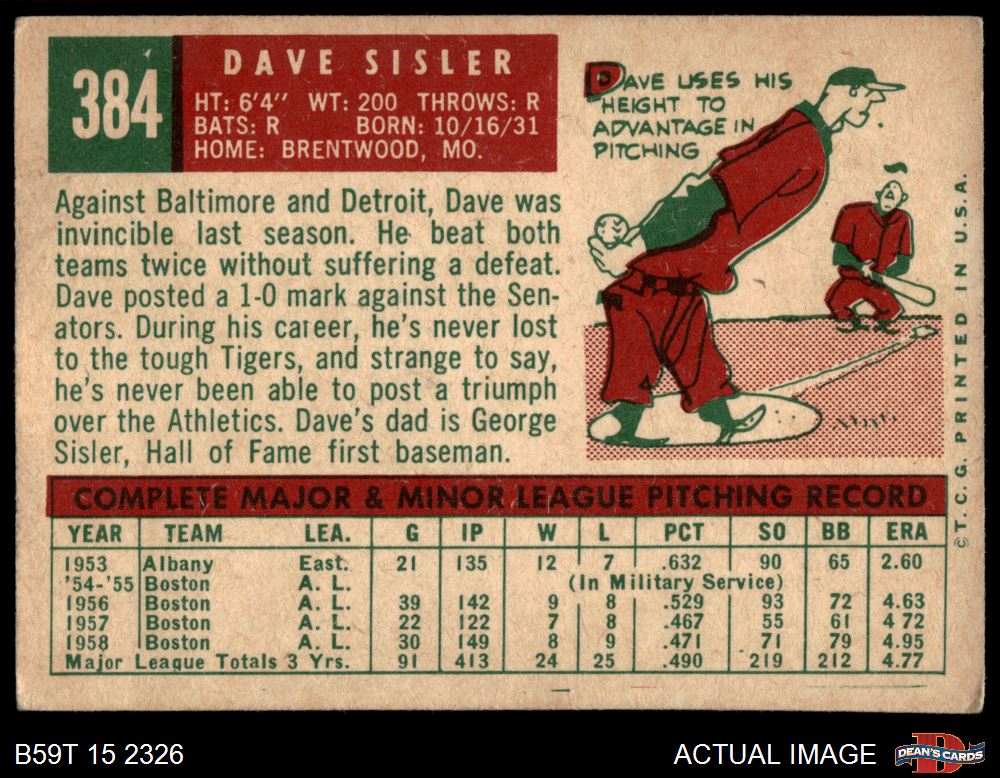 384
DAVE SISLER
HT: 6'4" WT: 200 THROWS: R
BATS: R BORN: 10/16/31
HOME: BRENTWOOD, MO.
DAVE USES HIS
HEIGHT TO
ADVANTAGE IN
PITCHING
Against Baltimore and Detroit, Dave was
invincible last season. He beat both
teams twice without suffering a defeat.
Dave posted a 1-0 mark against the Sen-
ators. During his career, he's never lost
to the tough Tigers, and strange to say,
he's never been able to post a triumph
over the Athletics. Dave's dad is George
Sisler, Hall of Fame first baseman.
©T.C.G. PRINTED IN U.S.A.
COMPLETE MAJOR & MINOR LEAGUE PITCHING RECORD
YEAR TEAM LEA. G IP W L PCT SO BB ERA
1953 Albany East. 21 135 12 7 .632 90 65 2.60
'54-'55 Boston A. L. (In Military Service)
1956 Boston A. L. 39 142 9 8 .529 93 72 4.63
1957 Boston A. L. 22 122 7 8 .467 55 61 4 72
1958 Boston A. L. 30 149 8 9 .471 71 79 4.95
Major League Totals 3 Yrs. 91 413 24 25 .490 219 212 4.77
B59T 15 2326
ACTUAL IMAGE
D
DEAN'S CARDS